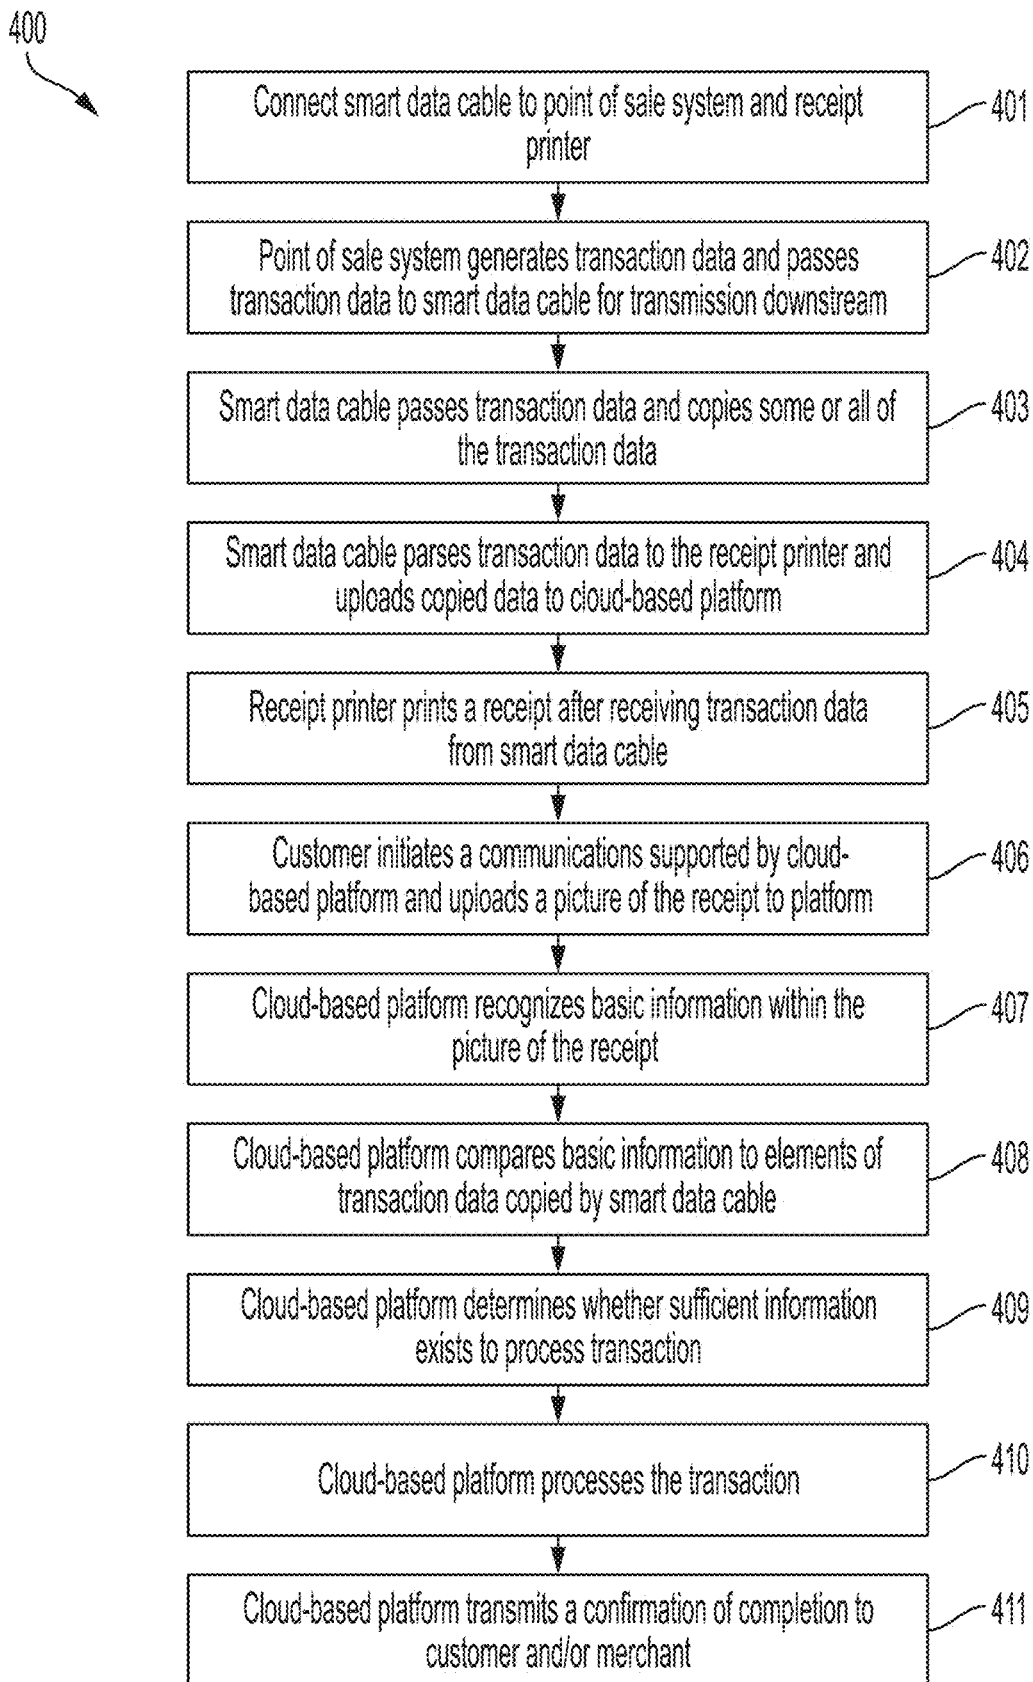 400
Connect smart data cable to point of sale system and receipt
printer
401
Point of sale system generates transaction data and passes
transaction data to smart data cable for transmission downstream
402
Smart data cable passes transaction data and copies some or all of
the transaction data
403
Smart data cable parses transaction data to the receipt printer and
uploads copied data to cloud-based platform
404
Receipt printer prints a receipt after receiving transaction data
from smart data cable
405
Customer initiates a communications supported by cloud-
based platform and uploads a picture of the receipt to platform
406
Cloud-based platform recognizes basic information within the
picture of the receipt
407
Cloud-based platform compares basic information to elements of
transaction data copied by smart data cable
408
Cloud-based platform determines whether sufficient information
exists to process transaction
409
Cloud-based platform processes the transaction
410
Cloud-based platform transmits a confirmation of completion to
customer and/or merchant
411